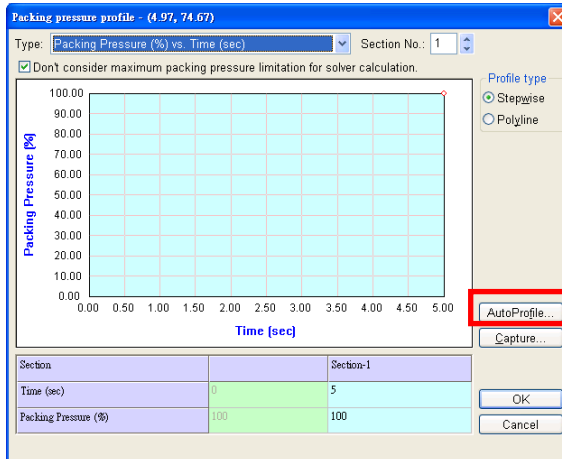 Packing pressure profile - (4.97, 74.67)
Type: Packing Pressure (%) vs. Time (sec) Section No.: 1
Don't consider maximum packing pressure limitation for solver calculation.
Profile type
Stepwise
Polyline
Packing Pressure (%)
100.00
90.00
80.00
70.00
60.00
50.00
40.00
30.00
20.00
10.00
0.00
0.00 0.50 1.00 1.50 2.00 2.50 3.00 3.50 4.00 4.50 5.00
Time (sec)
AutoProfile...
Capture...
Section Section-1
Time (sec) 0 5
Packing Pressure (%) 100 100
OK
Cancel